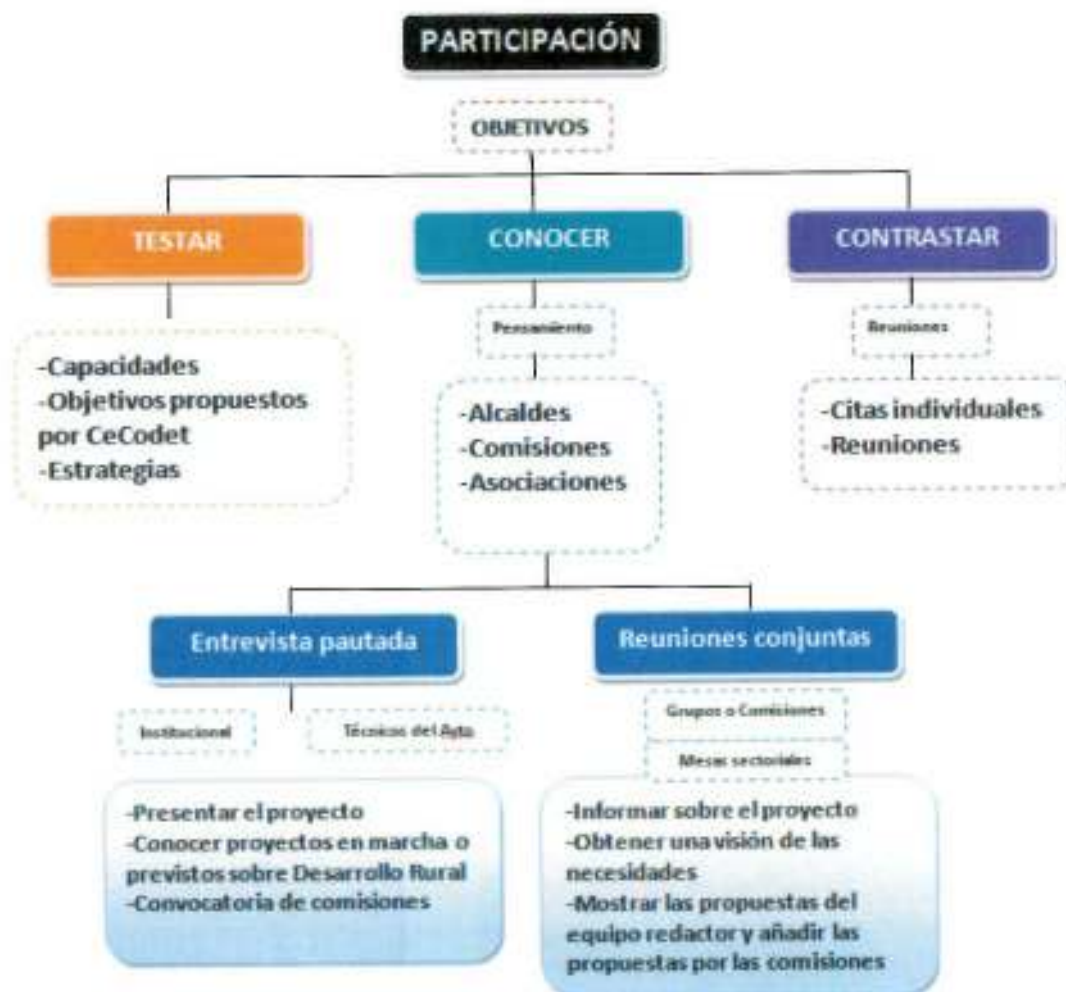 PARTICIPACIÓN
OBJETIVOS
TESTAR
CONOCER
CONTRASTAR
-Capacidades
-Objetivos propuestos
por CeCodet
-Estrategias
Pensamiento
-Alcaldes
-Comisiones
-Asociaciones
Reuniones
-Citas individuales
-Reuniones
Entrevista pautada
Reuniones conjuntas
Institucional
Técnicos del Ayto.
Grupos o Comisiones
Mesas sectoriales
-Presentar el proyecto
-Conocer proyectos en marcha o
previstos sobre Desarrollo Rural
-Convocatoria de comisiones
-Informar sobre el proyecto
-Obtener una visión de las
necesidades
-Mostrar las propuestas del
equipo redactor y añadir las
propuestas por las comisiones